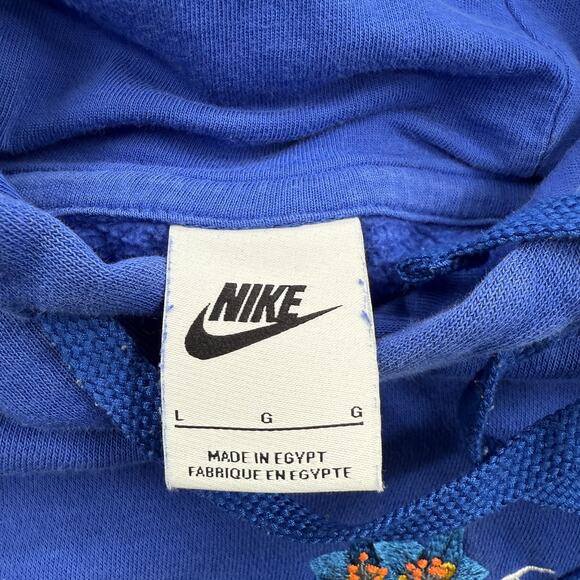 NIKE
L G G
MADE IN EGYPT
FABRIQUE EN EGYPTE